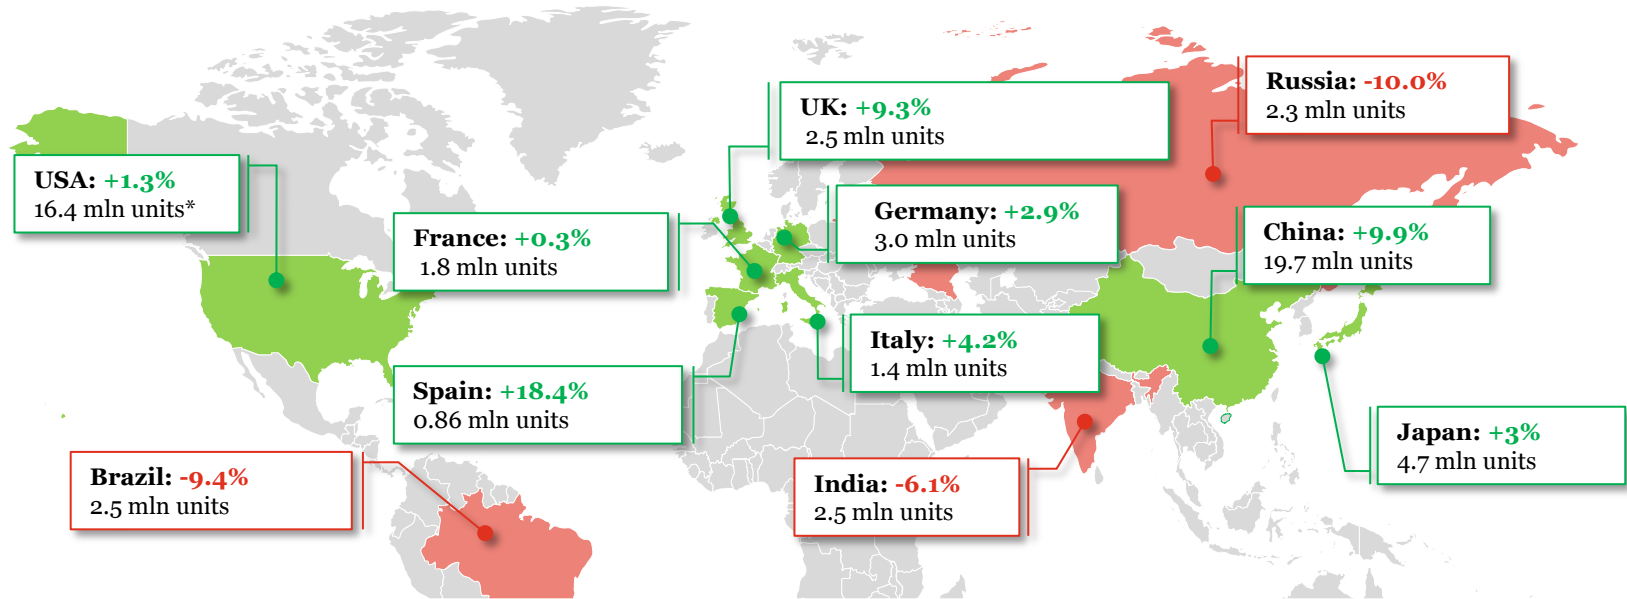 USA: +1.3%
16.4 mln units*
UK: +9.3%
2.5 mln units
Russia: -10.0%
2.3 mln units
France: +0.3%
1.8 mln units
Germany: +2.9%
3.0 mln units
China: +9.9%
19.7 mln units
Spain: +18.4%
0.86 mln units
Italy: +4.2%
1.4 mln units
Brazil: -9.4%
2.5 mln units
India: -6.1%
2.5 mln units
Japan: +3%
4.7 mln units